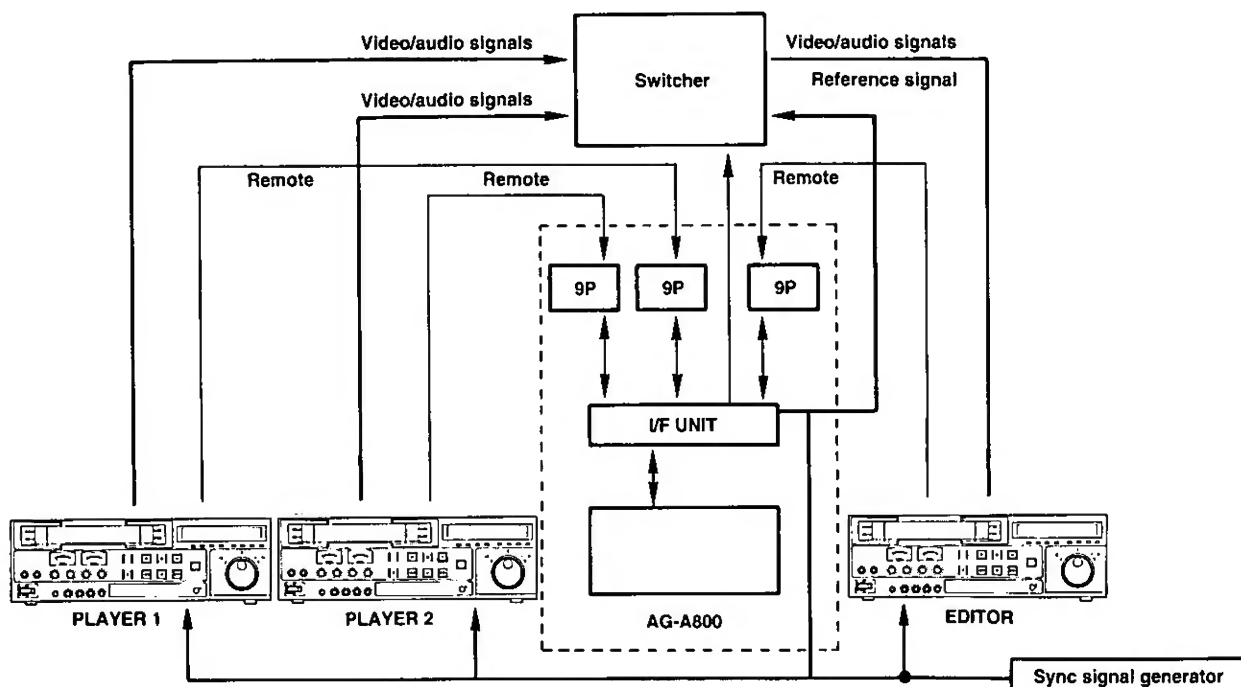 Video/audio signals
Video/audio signals
Switcher
Reference signal
Video/audio signals
Remote
Remote
Remote
9P
9P
9P
I/F UNIT
PLAYER 1
PLAYER 2
AG-A800
EDITOR
Sync signal generator